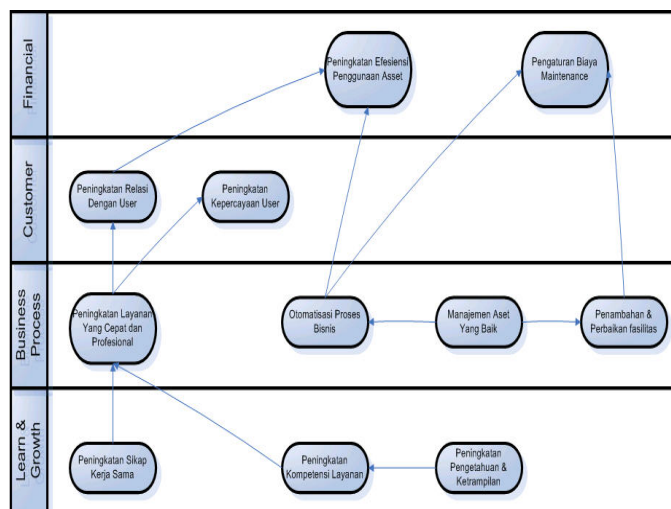 Financial
Peningkatan Efesiensi
Penggunaan Asset
Pengaturan Biaya
Maintenance
Customer
Peningkatan Relasi
Dengan User
Peningkatan
Kepercayaan User
Business
Process
Peningkatan Layanan
Yang Cepat dan
Profesional
Otomatisasi Proses
Bisnis
Manajemen Aset
Yang Baik
Penambahan &
Perbaikan fasilitas
Learn &
Growth
Peningkatan Sikap
Kerja Sama
Peningkatan
Kompetensi Layanan
Peningkatan
Pengetahuan &
Ketrampilan